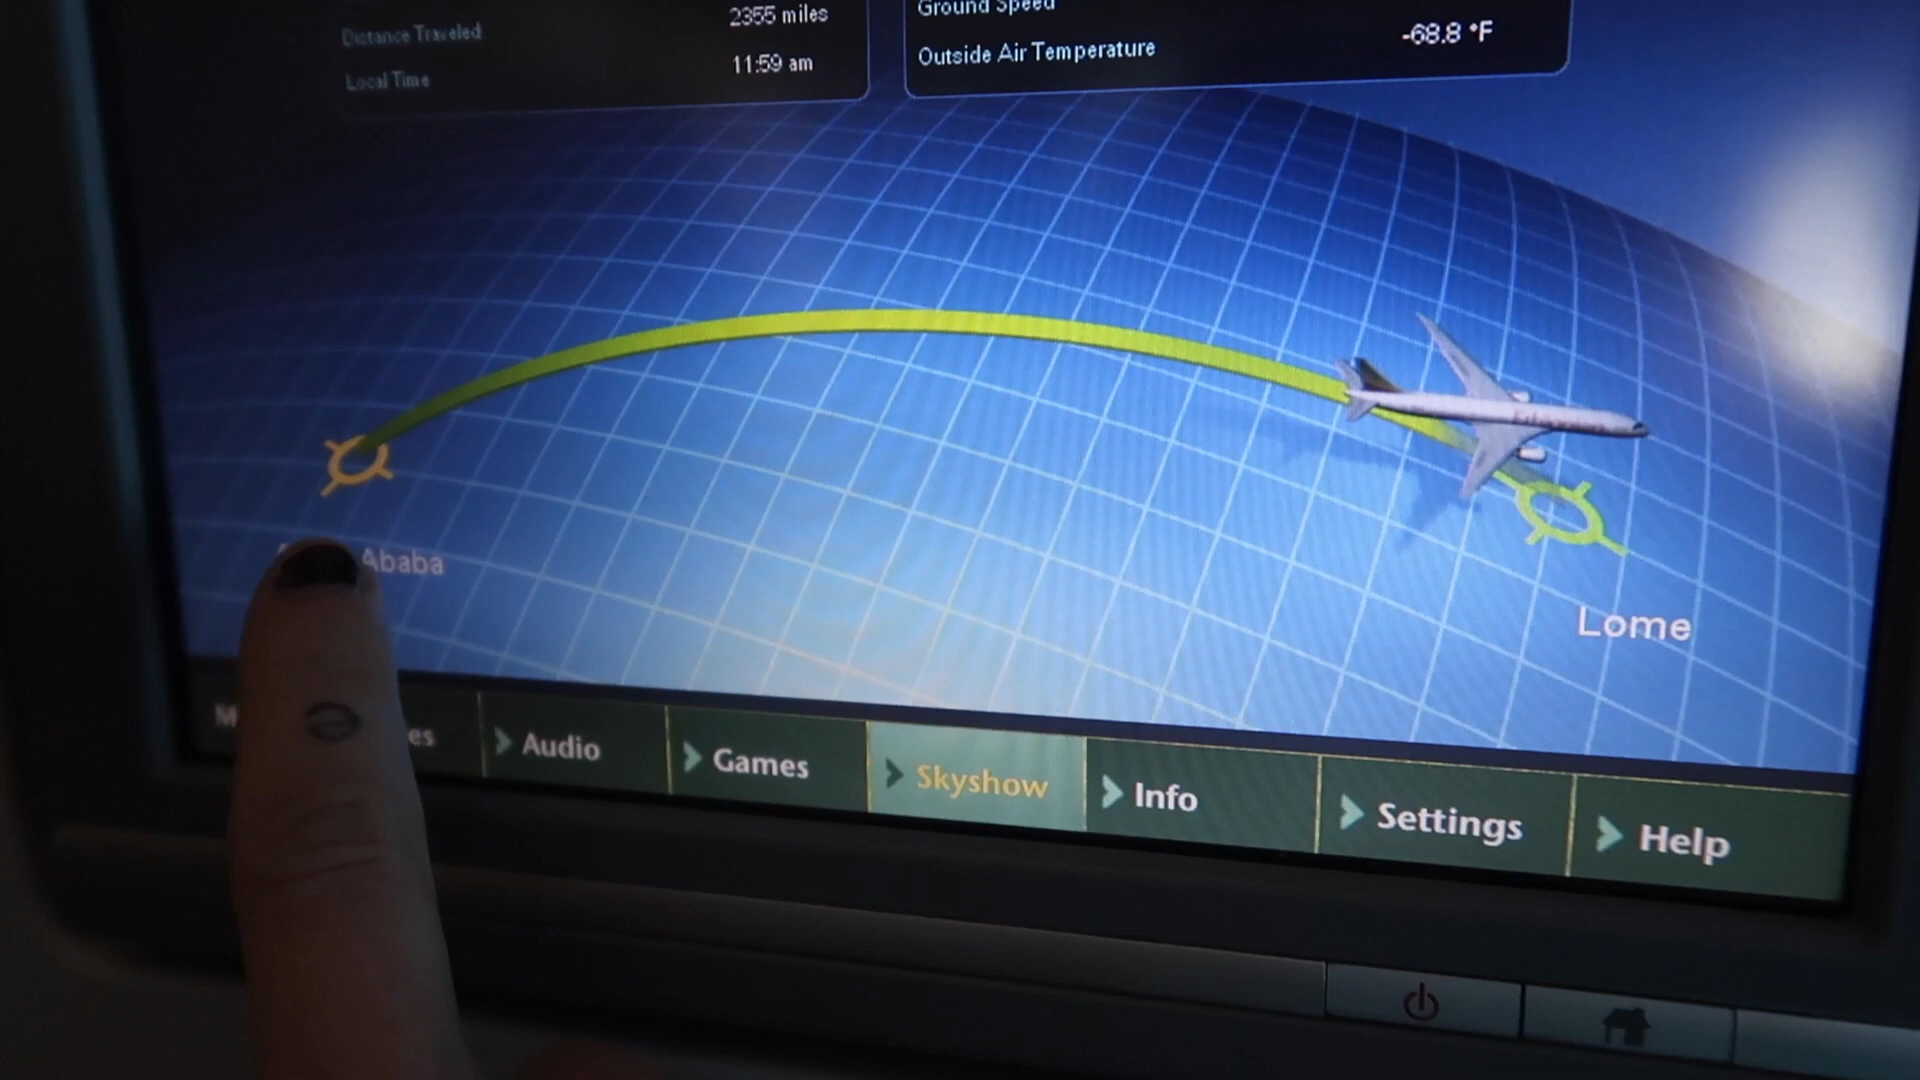 2355 miles
Distance Traveled
11:59 am
Local Time
Ground Speed
-68.8 °F
Outside Air Temperature
Ababa
Lome
Audio
Games
Skyshow
Info
Settings
Help